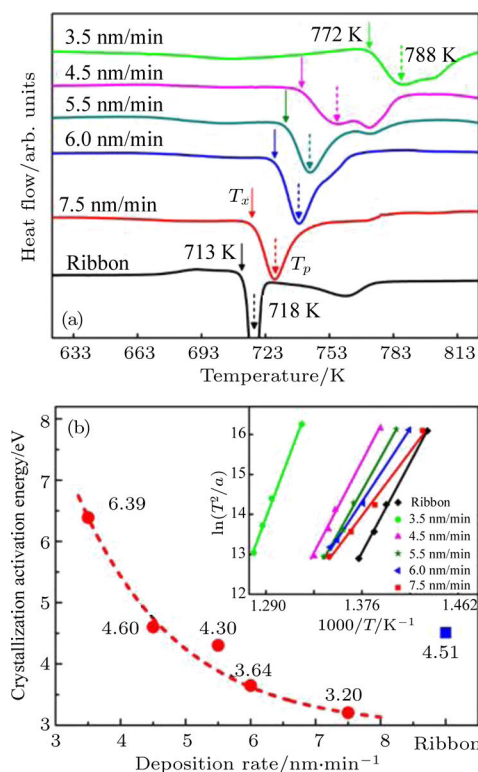 3.5 nm/min
772 K
788 K
4.5 nm/min
5.5 nm/min
6.0 nm/min
7.5 nm/min
Tx
Tp
Ribbon
713 K
718 K
(a)
Heat flow/arb. units
633 663 693 723 753 783 813
Temperature/K
(b)
Crystallization activation energy/eV
9
8
7
6
5
4
3
6.39
4.60
4.30
3.64
3.20
4.51
3 4 5 6 7 8 Ribbon
Deposition rate/nm·min−1
ln(T2/a)
16
15
14
13
12
1.290 1.376 1.462
1000/T/K−1
Ribbon
3.5 nm/min
4.5 nm/min
5.5 nm/min
6.0 nm/min
7.5 nm/min